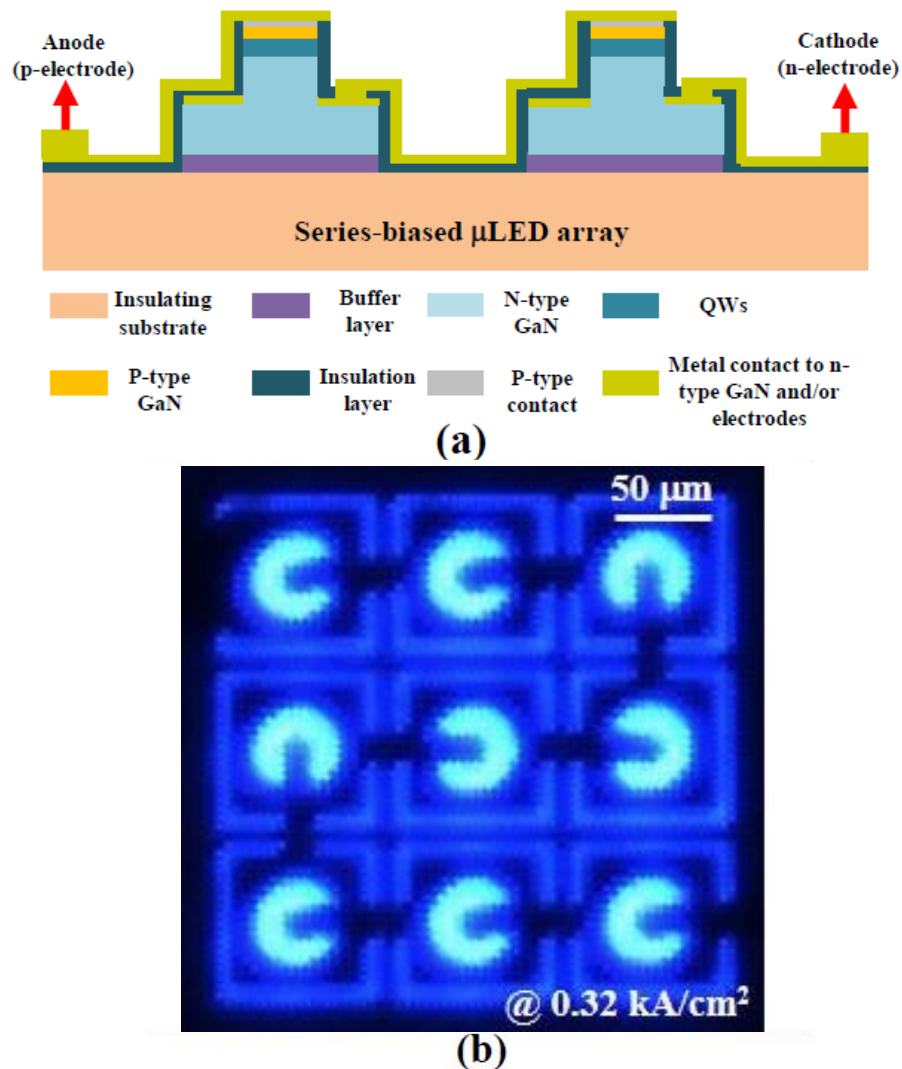 Anode
(p-electrode)
Cathode
(n-electrode)
Series-biased μLED array
Insulating
substrate
Buffer
layer
N-type
GaN
QWs
P-type
GaN
Insulation
layer
P-type
contact
Metal contact to n-
type GaN and/or
electrodes
(a)
50 μm
@ 0.32 kA/cm²
(b)